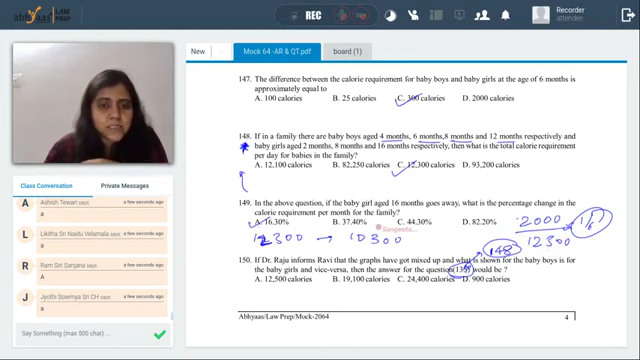 abhyaas LAW PREP
REC
Recorder
attendee
New
Mock 64 -AR & QT.pdf
board (1)
147. The difference between the calorie requirement for baby boys and baby girls at the age of 6 months is
approximately equal to
A. 100 calories B. 25 calories C. 300 calories D. 2000 calories
148. If in a family there are baby boys aged 4 months, 6 months,8 months and 12 months respectively and
baby girls aged 2 months, 8 months and 16 months respectively, then what is the total calorie requirement
per day for babies in the family?
A. 12,100 calories B. 82,250 calories C. 12,300 calories D. 93,200 calories
149. In the above question, if the baby girl aged 16 months goes away, what is the percentage change in the
calorie requirement per month for the family?
A. 16.30% B. 37.40% C. 44.30% D. 82.20%
Sangeeta...
12300 → 10300
2000
12300
148
150. If Dr. Raju informs Ravi that the graphs have got mixed up and what is shown for the baby boys is for
the baby girls and vice-versa, then the answer for the question would be ?
A. 12,500 calories B. 19,100 calories C. 24,400 calories D. 900 calories
Abhyaas/Law Prep/Mock-2064
4
Class Conversation
Private Messages
A
Ashish Tewari says
a few seconds ago
a
L
Likitha Sri Naidu Velamala
a few seconds ago
a
R
Ram Siri Sanjana says
a few seconds ago
A
J
Jyothi Sowmya.Sri CH says
a few seconds ago
a
Say Something (max 500 char)